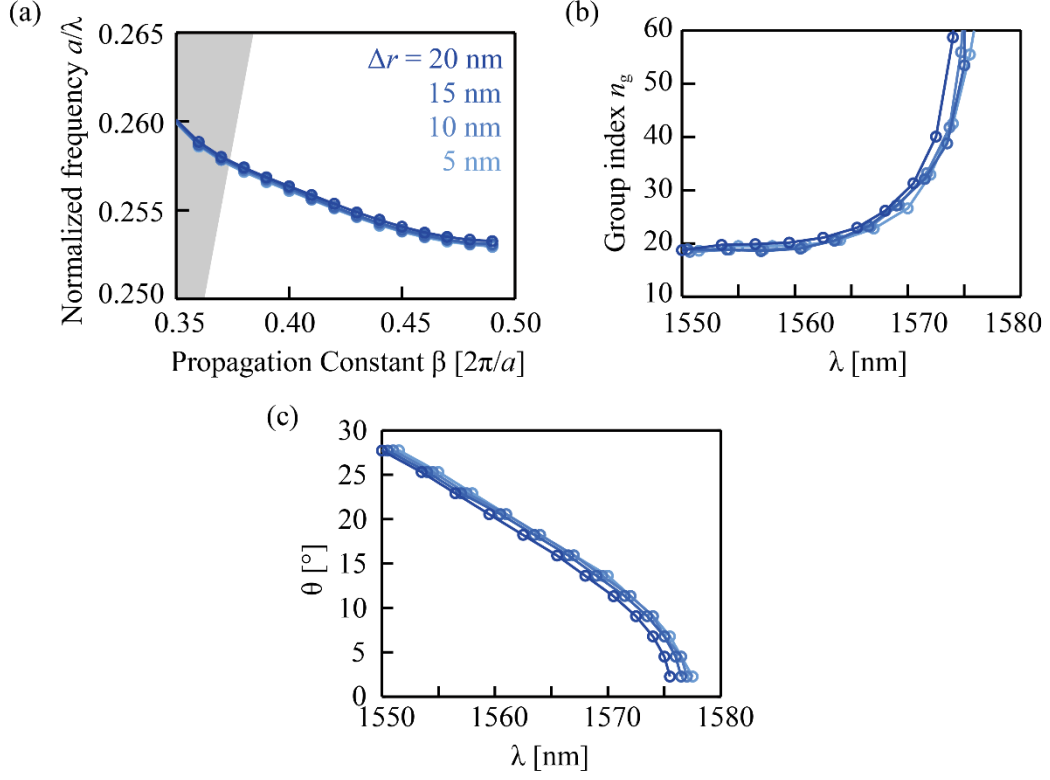 (a)
Normalized frequency a/λ
0.265
0.260
0.255
0.250
0.35
0.40
0.45
0.50
Propagation Constant β [2π/a]
Δr = 20 nm
15 nm
10 nm
5 nm
(b)
Group index ng
60
50
40
30
20
10
1550
1560
1570
1580
λ [nm]
(c)
θ [°]
30
25
20
15
10
5
0
1550
1560
1570
1580
λ [nm]